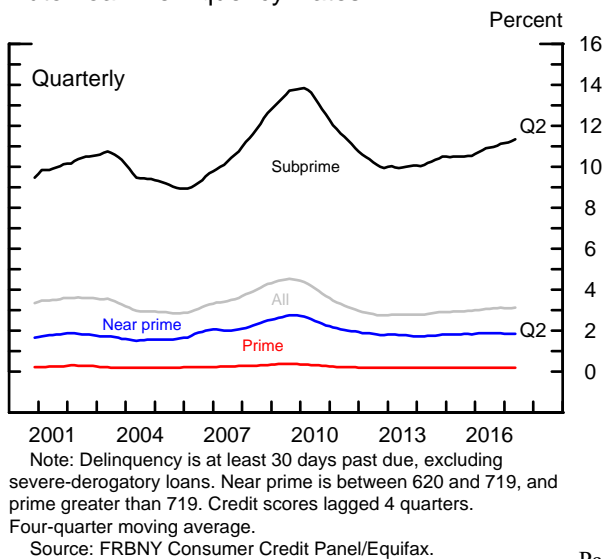 Percent
16
Quarterly
14
Q2
12
Subprime
10
8
6
4
All
Near prime
Q2
2
Prime
0
2001 2004 2007 2010 2013 2016
Note: Delinquency is at least 30 days past due, excluding
severe-derogatory loans. Near prime is between 620 and 719, and
prime greater than 719. Credit scores lagged 4 quarters.
Four-quarter moving average.
Source: FRBNY Consumer Credit Panel/Equifax.